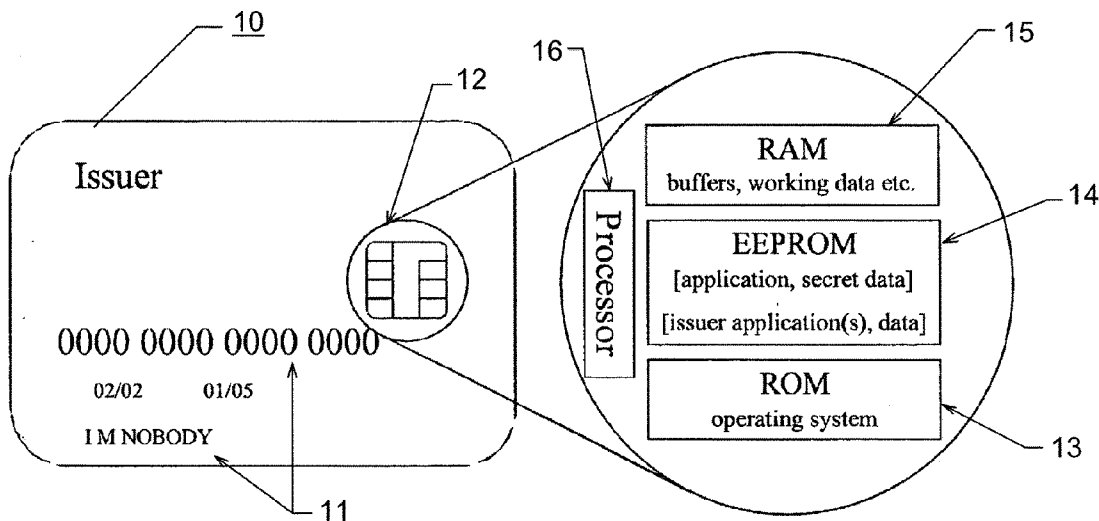 10
12
Issuer
0000 0000 0000 0000
02/02 01/05
I M NOBODY
11
16
15
RAM
buffers, working data etc.
Processor
14
EEPROM
[application, secret data]
[issuer application(s), data]
ROM
operating system
13